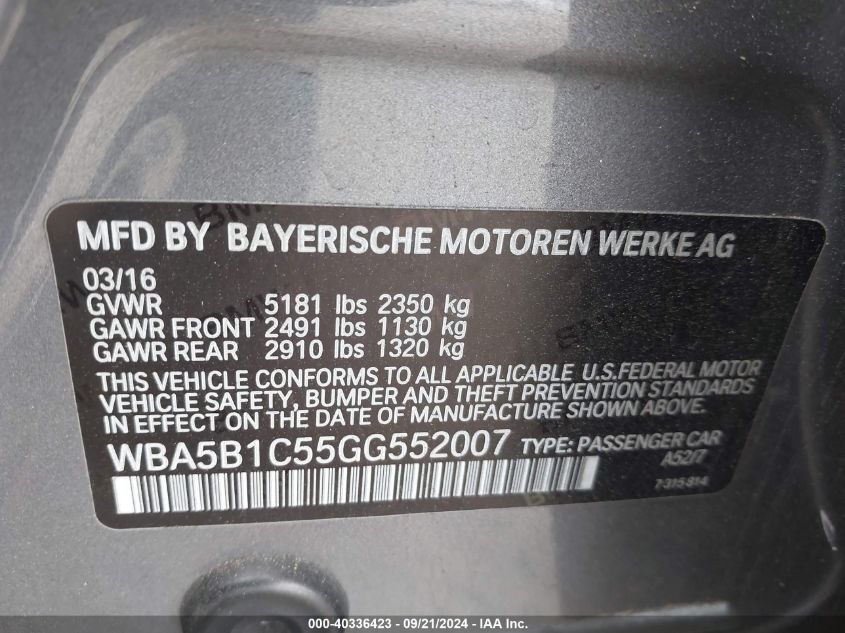 MFD BY BAYERISCHE MOTOREN WERKE AG
03/16
GVWR 5181 lbs 2350 kg
GAWR FRONT 2491 lbs 1130 kg
GAWR REAR 2910 lbs 1320 kg
THIS VEHICLE CONFORMS TO ALL APPLICABLE U.S.FEDERAL MOTOR
VEHICLE SAFETY, BUMPER AND THEFT PREVENTION STANDARDS
IN EFFECT ON THE DATE OF MANUFACTURE SHOWN ABOVE.
WBA5B1C55GG552007 TYPE: PASSENGER CAR
A52/7
7 315 814
000-40336423 - 09/21/2024 - IAA Inc.